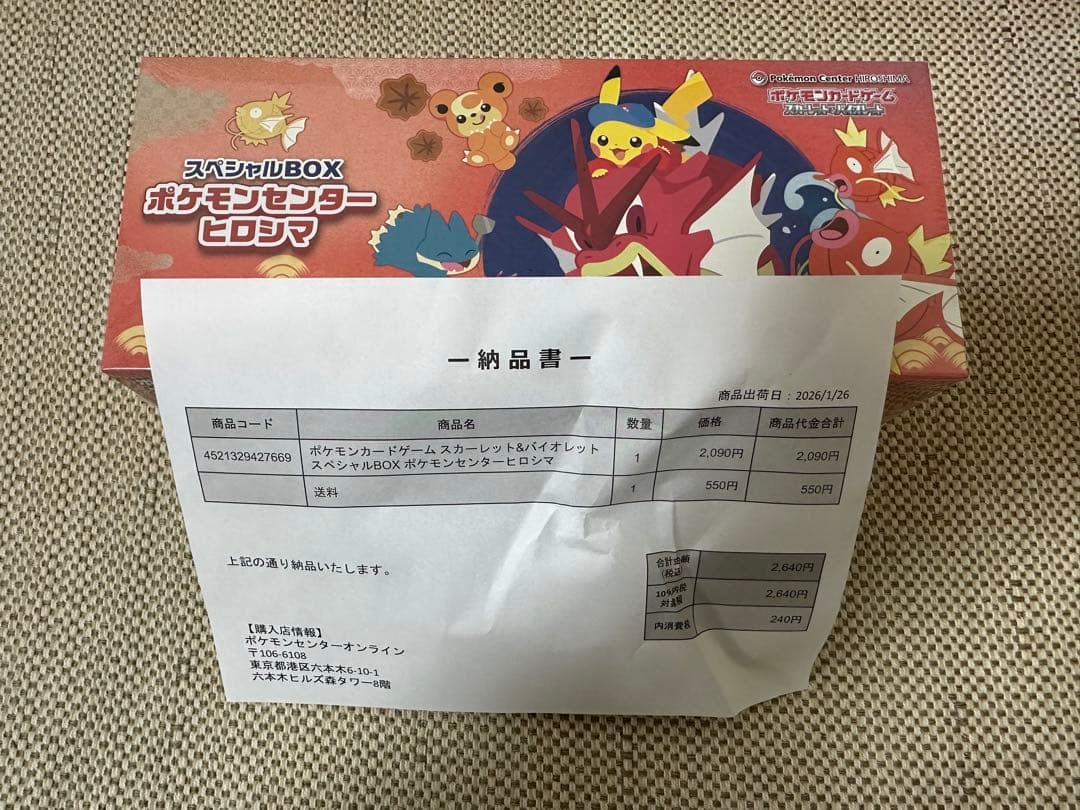 Pokémon Center HIROSHIMA
ポケモンカードゲーム
スカーレット&バイオレット
スペシャルBOX
ポケモンセンター
ヒロシマ
ー納品書ー
商品出荷日：2026/1/26
商品コード 商品名 数量 価格 商品代金合計
4521329427669 ポケモンカードゲーム スカーレット&バイオレット
スペシャルBOX ポケモンセンターヒロシマ 1 2,090円 2,090円
送料 1 550円 550円
上記の通り納品いたします。
合計金額
(税込) 2,640円
10%内税
対象額 2,640円
内消費税 240円
【購入店情報】
ポケモンセンターオンライン
〒106-6108
東京都港区六本木6-10-1
六本木ヒルズ森タワー8階